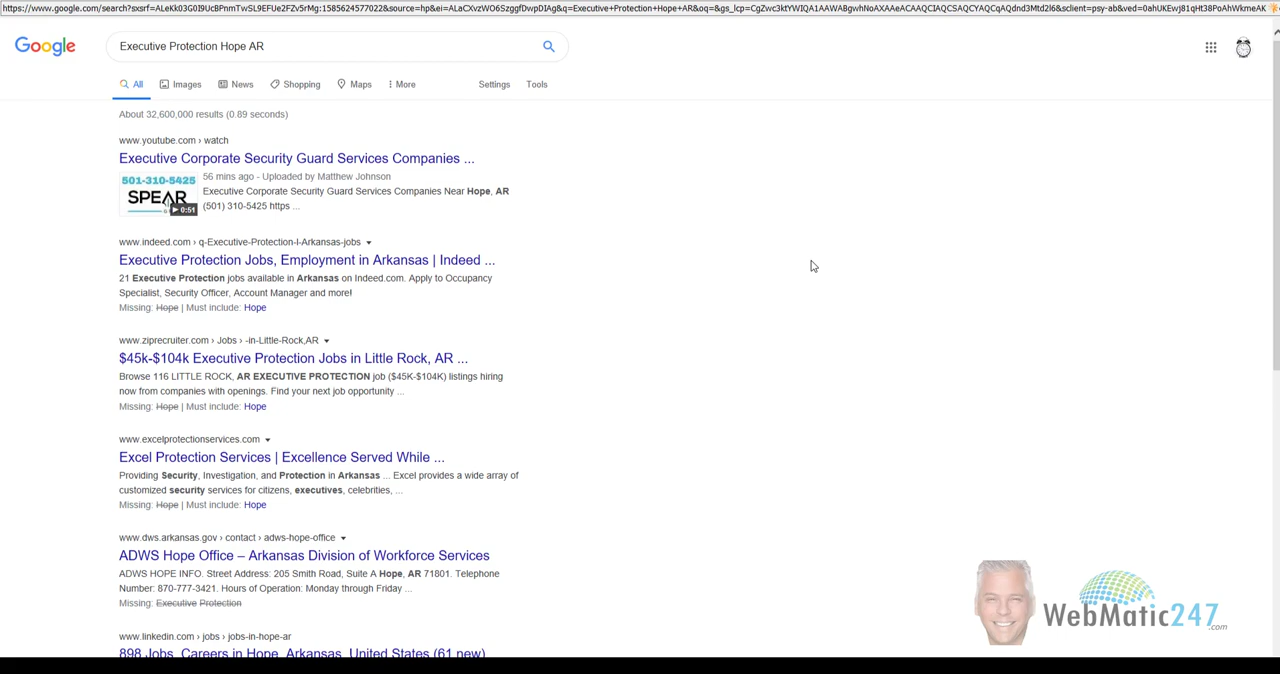 https://www.google.com/search?sxsrf=ALeKk03G0I9UcBPnmTwSL9EFUe2FZv5rMg:1585624577022&source=hp&ei=ALaCXvzWO6SzggfDwpDIAg&q=Executive+Protection+Hope+AR&oq=&gs_lcp=CgZwc3ktYWIQA1AAWABgwhNoAXAAeACAAQCIAQCSAQCYAQCqAQdnd3Mtd2l6&sclient=psy-ab&ved=0ahUKEwj81qHt38PoAhWkmeAK
Google
Executive Protection Hope AR
All Images News Shopping Maps More Settings Tools
About 32,600,000 results (0.89 seconds)
www.youtube.com › watch
Executive Corporate Security Guard Services Companies ...
501-310-5425
SPEAR
0:51
56 mins ago - Uploaded by Matthew Johnson
Executive Corporate Security Guard Services Companies Near Hope, AR
(501) 310-5425 https ...
www.indeed.com › q-Executive-Protection-l-Arkansas-jobs
Executive Protection Jobs, Employment in Arkansas | Indeed ...
21 Executive Protection jobs available in Arkansas on Indeed.com. Apply to Occupancy
Specialist, Security Officer, Account Manager and more!
Missing: Hope | Must include: Hope
www.ziprecruiter.com › Jobs › -in-Little-Rock,AR
$45k-$104k Executive Protection Jobs in Little Rock, AR ...
Browse 116 LITTLE ROCK, AR EXECUTIVE PROTECTION job ($45K-$104K) listings hiring
now from companies with openings. Find your next job opportunity ...
Missing: Hope | Must include: Hope
www.excelprotectionservices.com
Excel Protection Services | Excellence Served While ...
Providing Security, Investigation, and Protection in Arkansas ... Excel provides a wide array of
customized security services for citizens, executives, celebrities, ...
Missing: Hope | Must include: Hope
www.dws.arkansas.gov › contact › adws-hope-office
ADWS Hope Office – Arkansas Division of Workforce Services
ADWS HOPE INFO. Street Address: 205 Smith Road, Suite A Hope, AR 71801. Telephone
Number: 870-777-3421. Hours of Operation: Monday through Friday ...
Missing: Executive Protection
www.linkedin.com › jobs › jobs-in-hope-ar
898 Jobs, Careers in Hope, Arkansas, United States (61 new)
WebMatic247.com